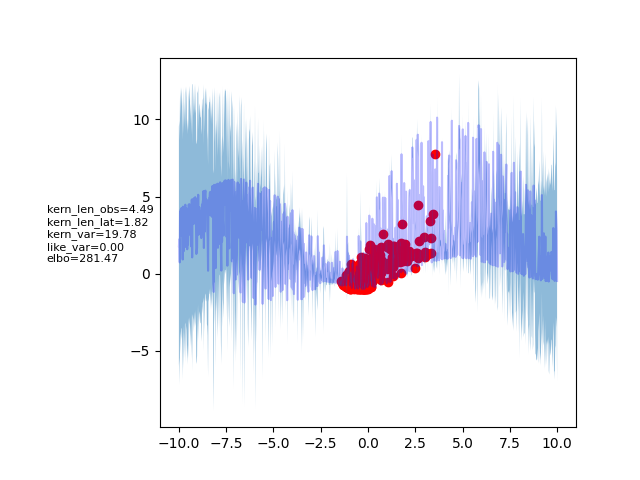 10
5
0
−5
kern_len_obs=4.49
kern_len_lat=1.82
kern_var=19.78
like_var=0.00
elbo=281.47
−10.0 −7.5 −5.0 −2.5 0.0 2.5 5.0 7.5 10.0